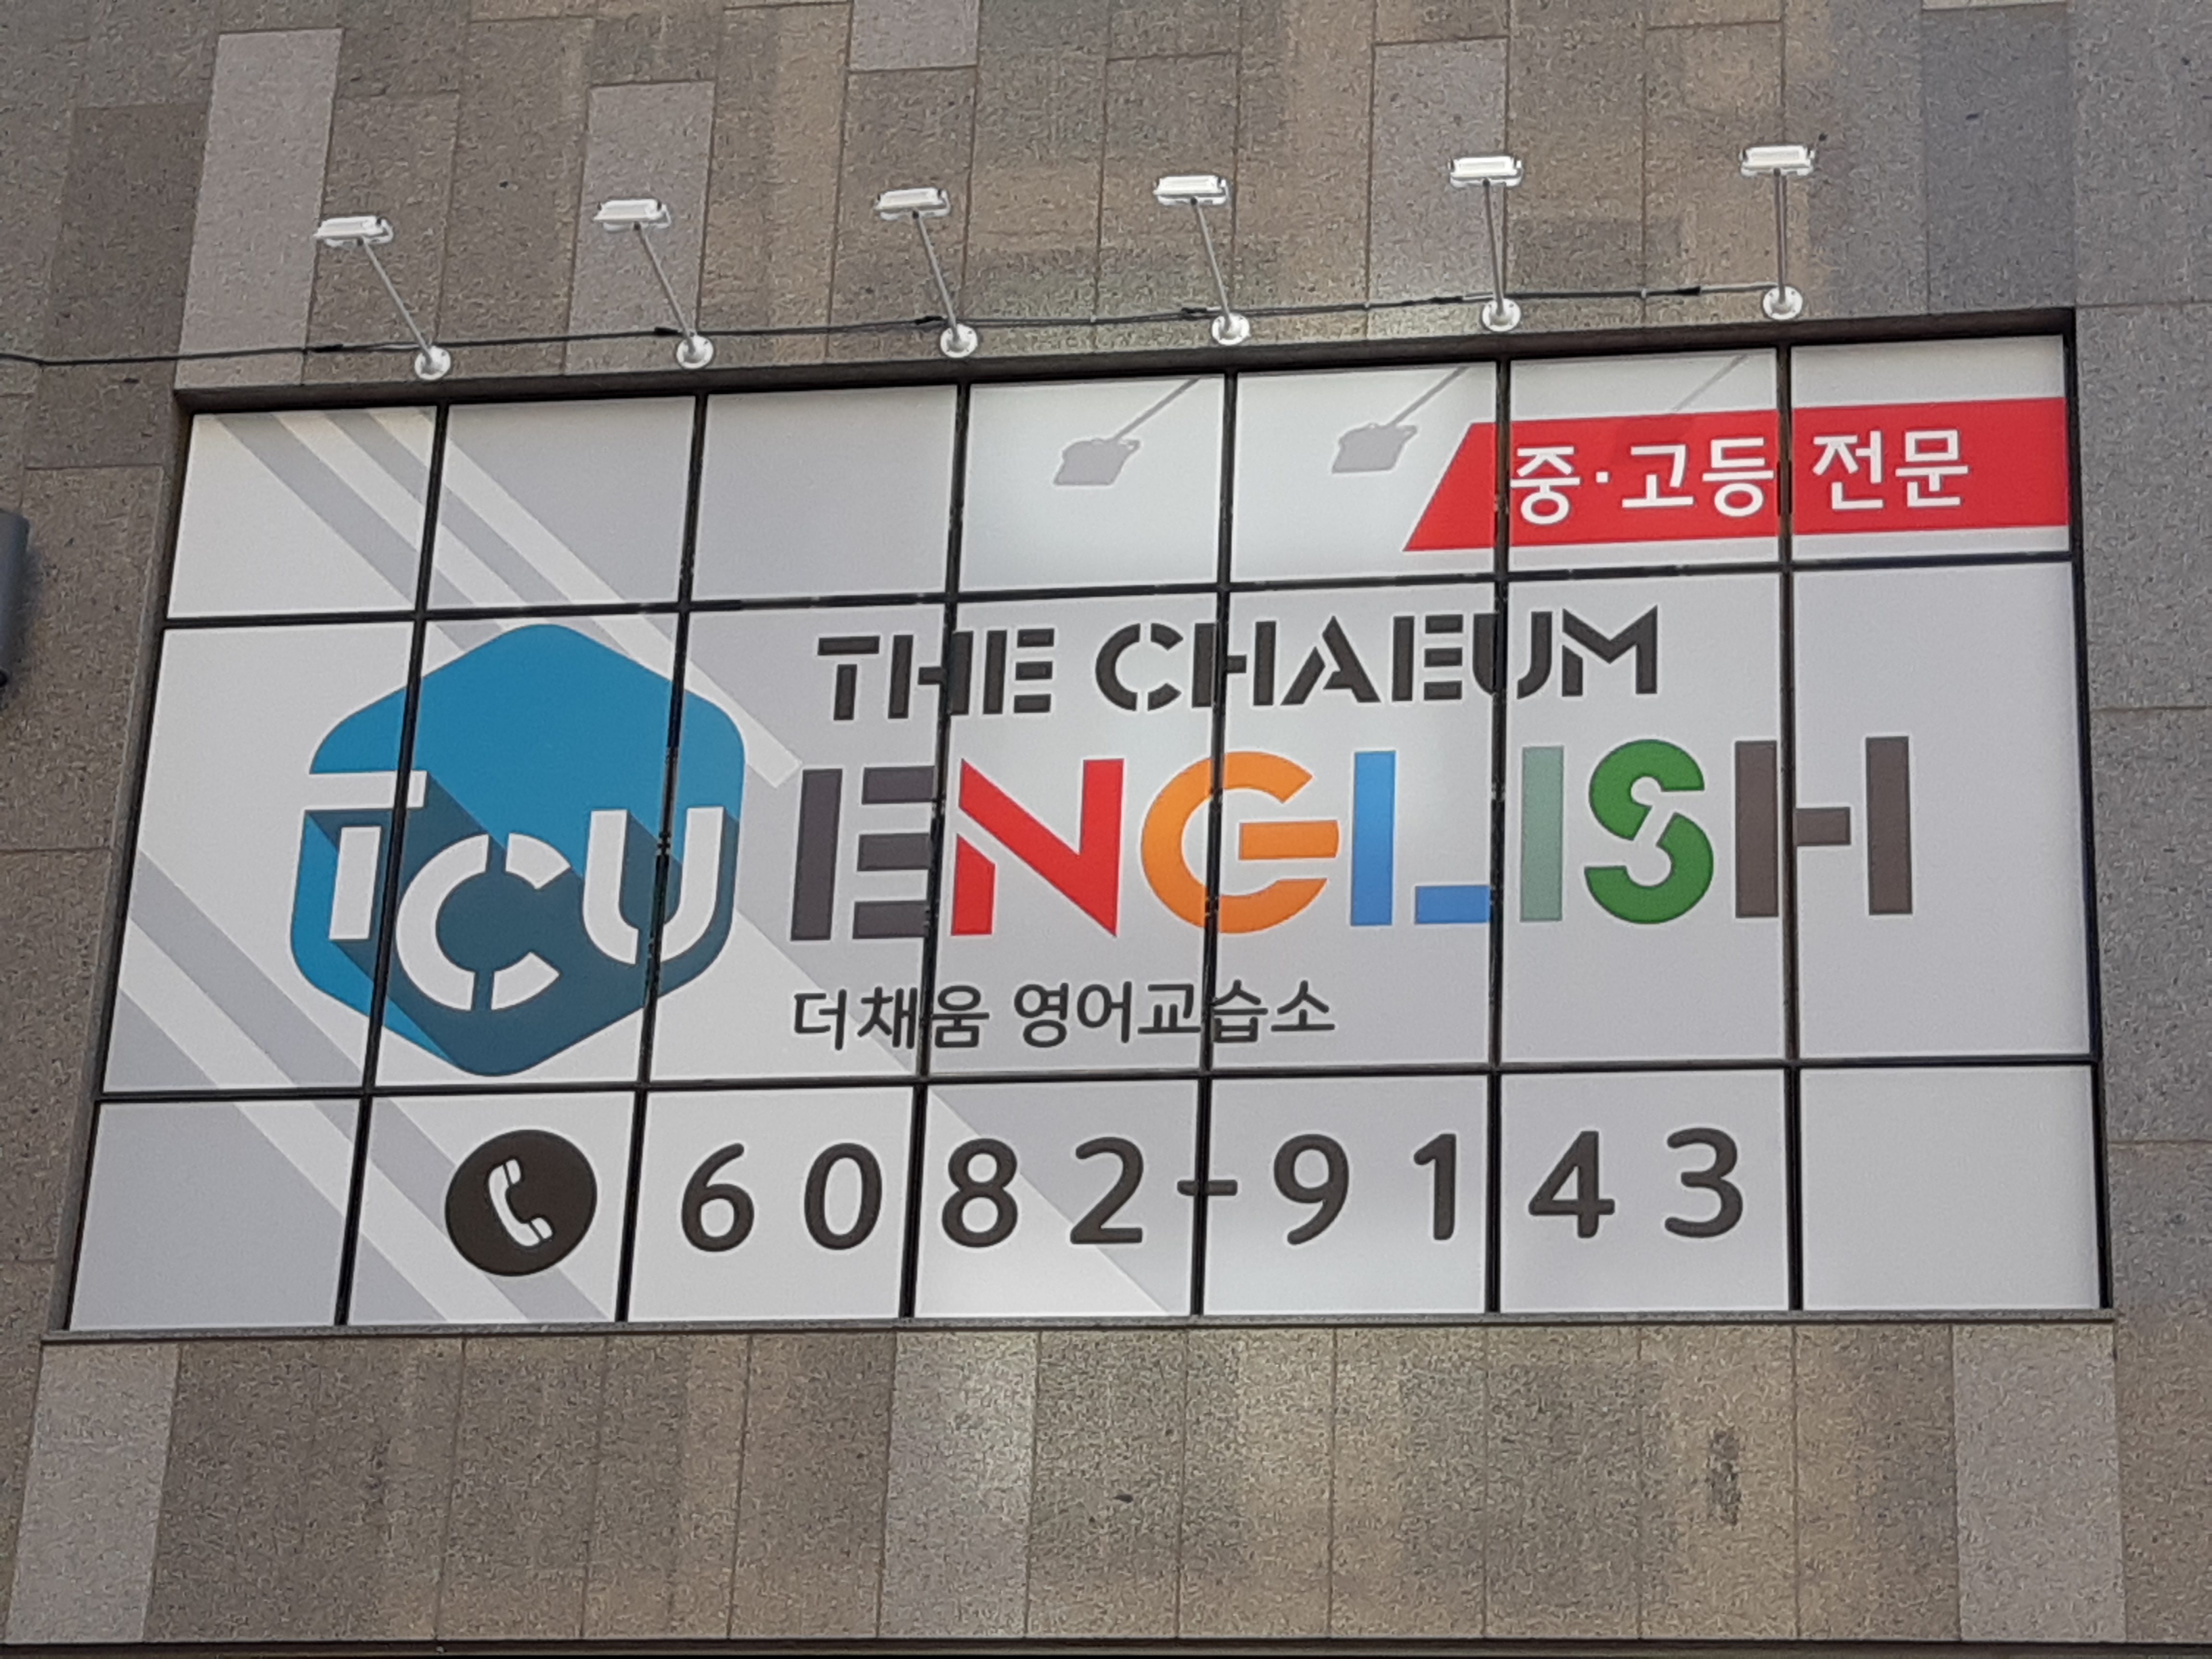 중·고등 전문
THE CHAEUM
TCU
ENGLISH
더채움 영어교습소
6082-9143